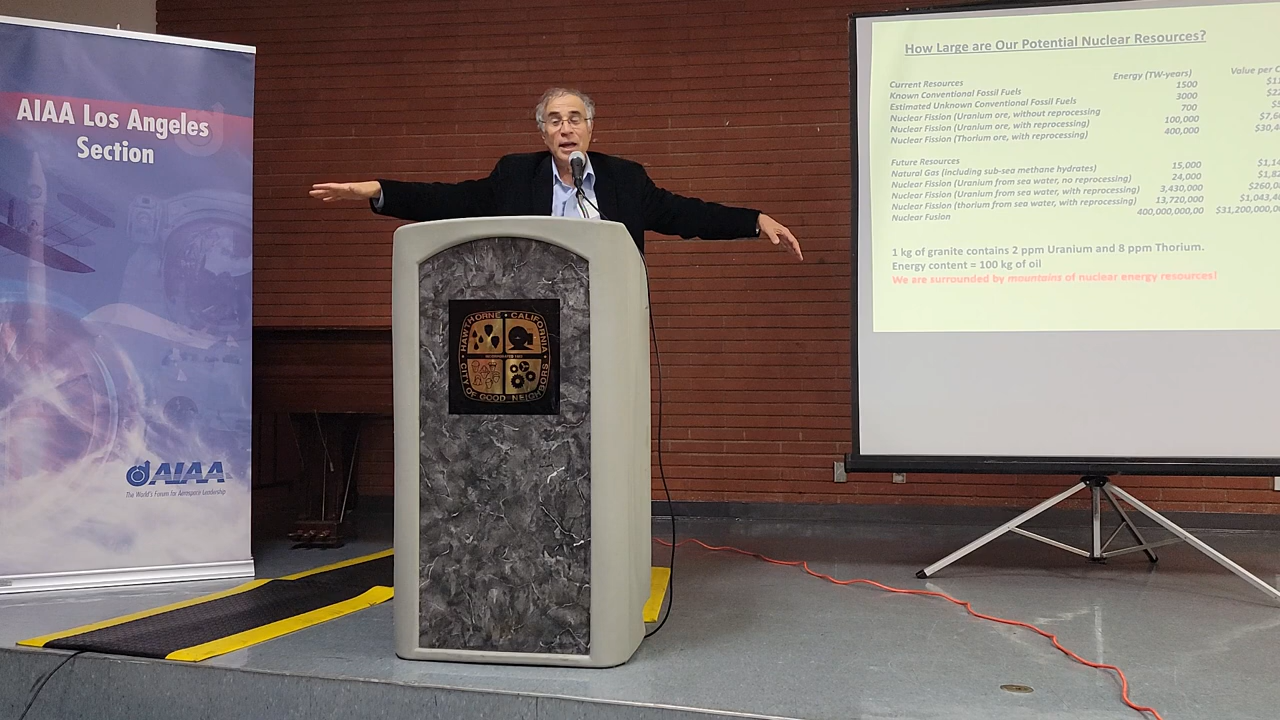 AIAA Los Angeles
Section
AIAA
The World's Forum for Aerospace Leadership
HAWTHORNE • CALIFORNIA
CITY OF GOOD NEIGHBORS
How Large are Our Potential Nuclear Resources?
Current Resources Energy (TW-years) Value per
Known Conventional Fossil Fuels 1500
Estimated Unknown Conventional Fossil Fuels 3000
Nuclear Fission (Uranium ore, without reprocessing 700
Nuclear Fission (Uranium ore, with reprocessing) 100,000
Nuclear Fission (Thorium ore, with reprocessing) 400,000
Future Resources
Natural Gas (including sub-sea methane hydrates) 15,000
Nuclear Fission (Uranium from sea water, no reprocessing) 24,000
Nuclear Fission (Uranium from sea water, with reprocessing) 3,430,000
Nuclear Fission (thorium from sea water, with reprocessing) 13,720,000
Nuclear Fusion 400,000,000,00
1 kg of granite contains 2 ppm Uranium and 8 ppm Thorium.
Energy content = 100 kg of oil
We are surrounded by mountains of nuclear energy resources!